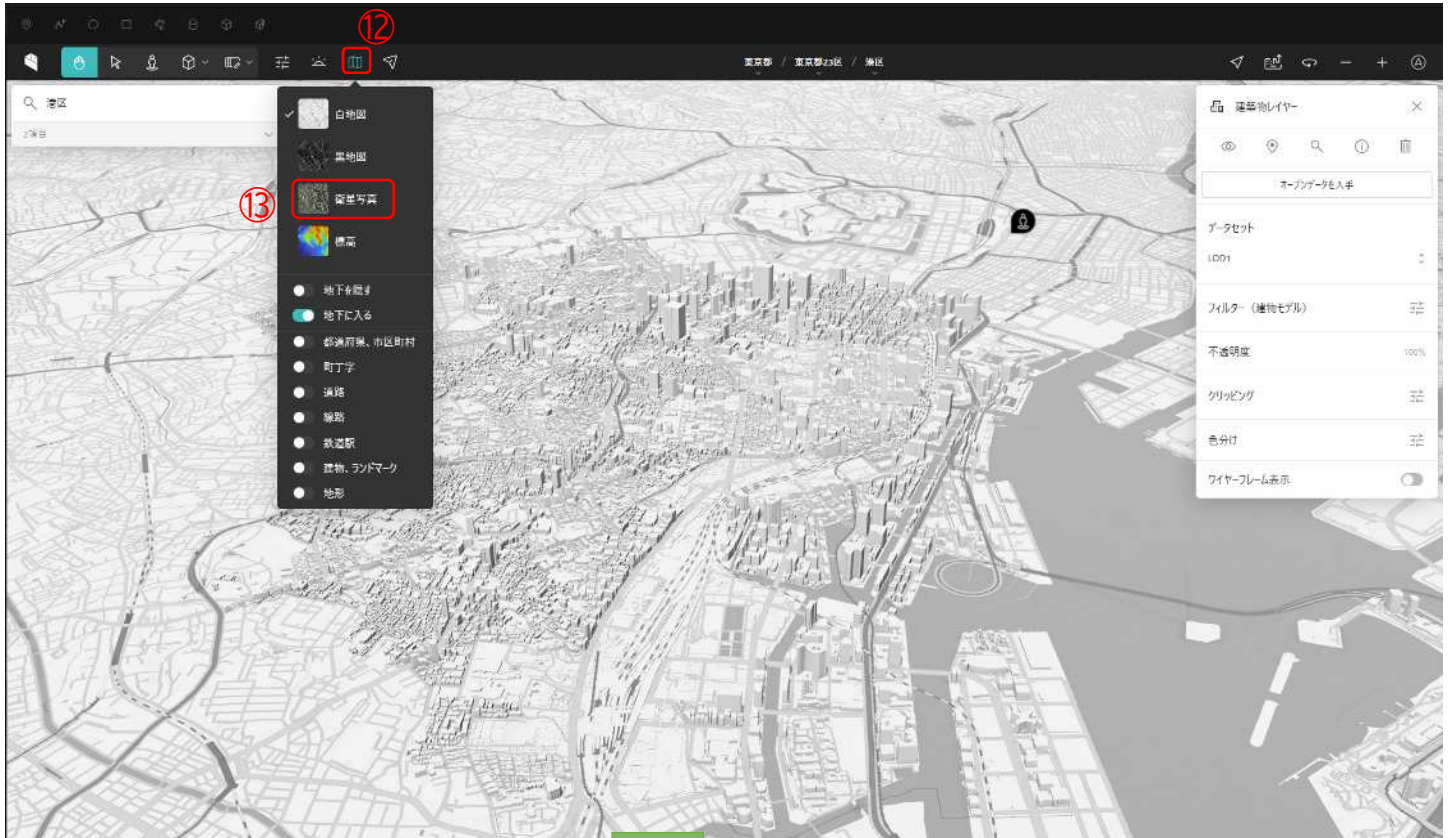 ⑫
東京都 / 東京都23区 / 港区
港区
2項目
白地図
黒地図
⑬
衛星写真
標高
地下を隠す
地下に入る
都道府県、市区町村
町丁字
道路
線路
鉄道駅
建物、ランドマーク
地形
建築物レイヤー
オープンデータを入手
データセット
LOD1
フィルター（建物モデル）
不透明度 100%
クリッピング
色分け
ワイヤーフレーム表示